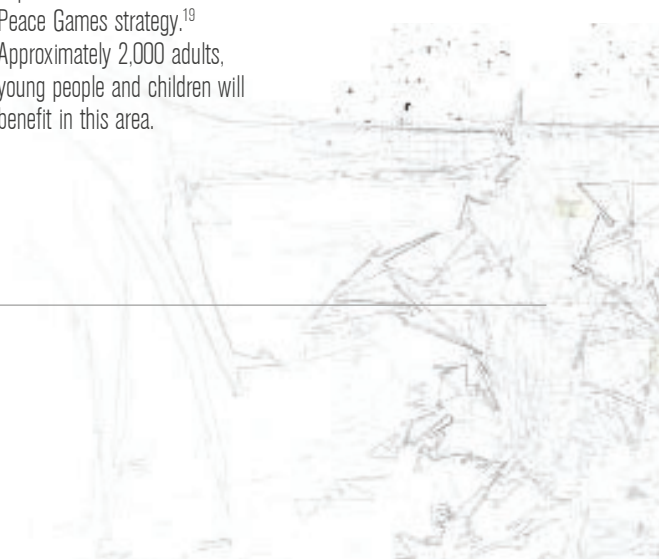 Peace Games strategy.19
Approximately 2,000 adults,
young people and children will
benefit in this area.